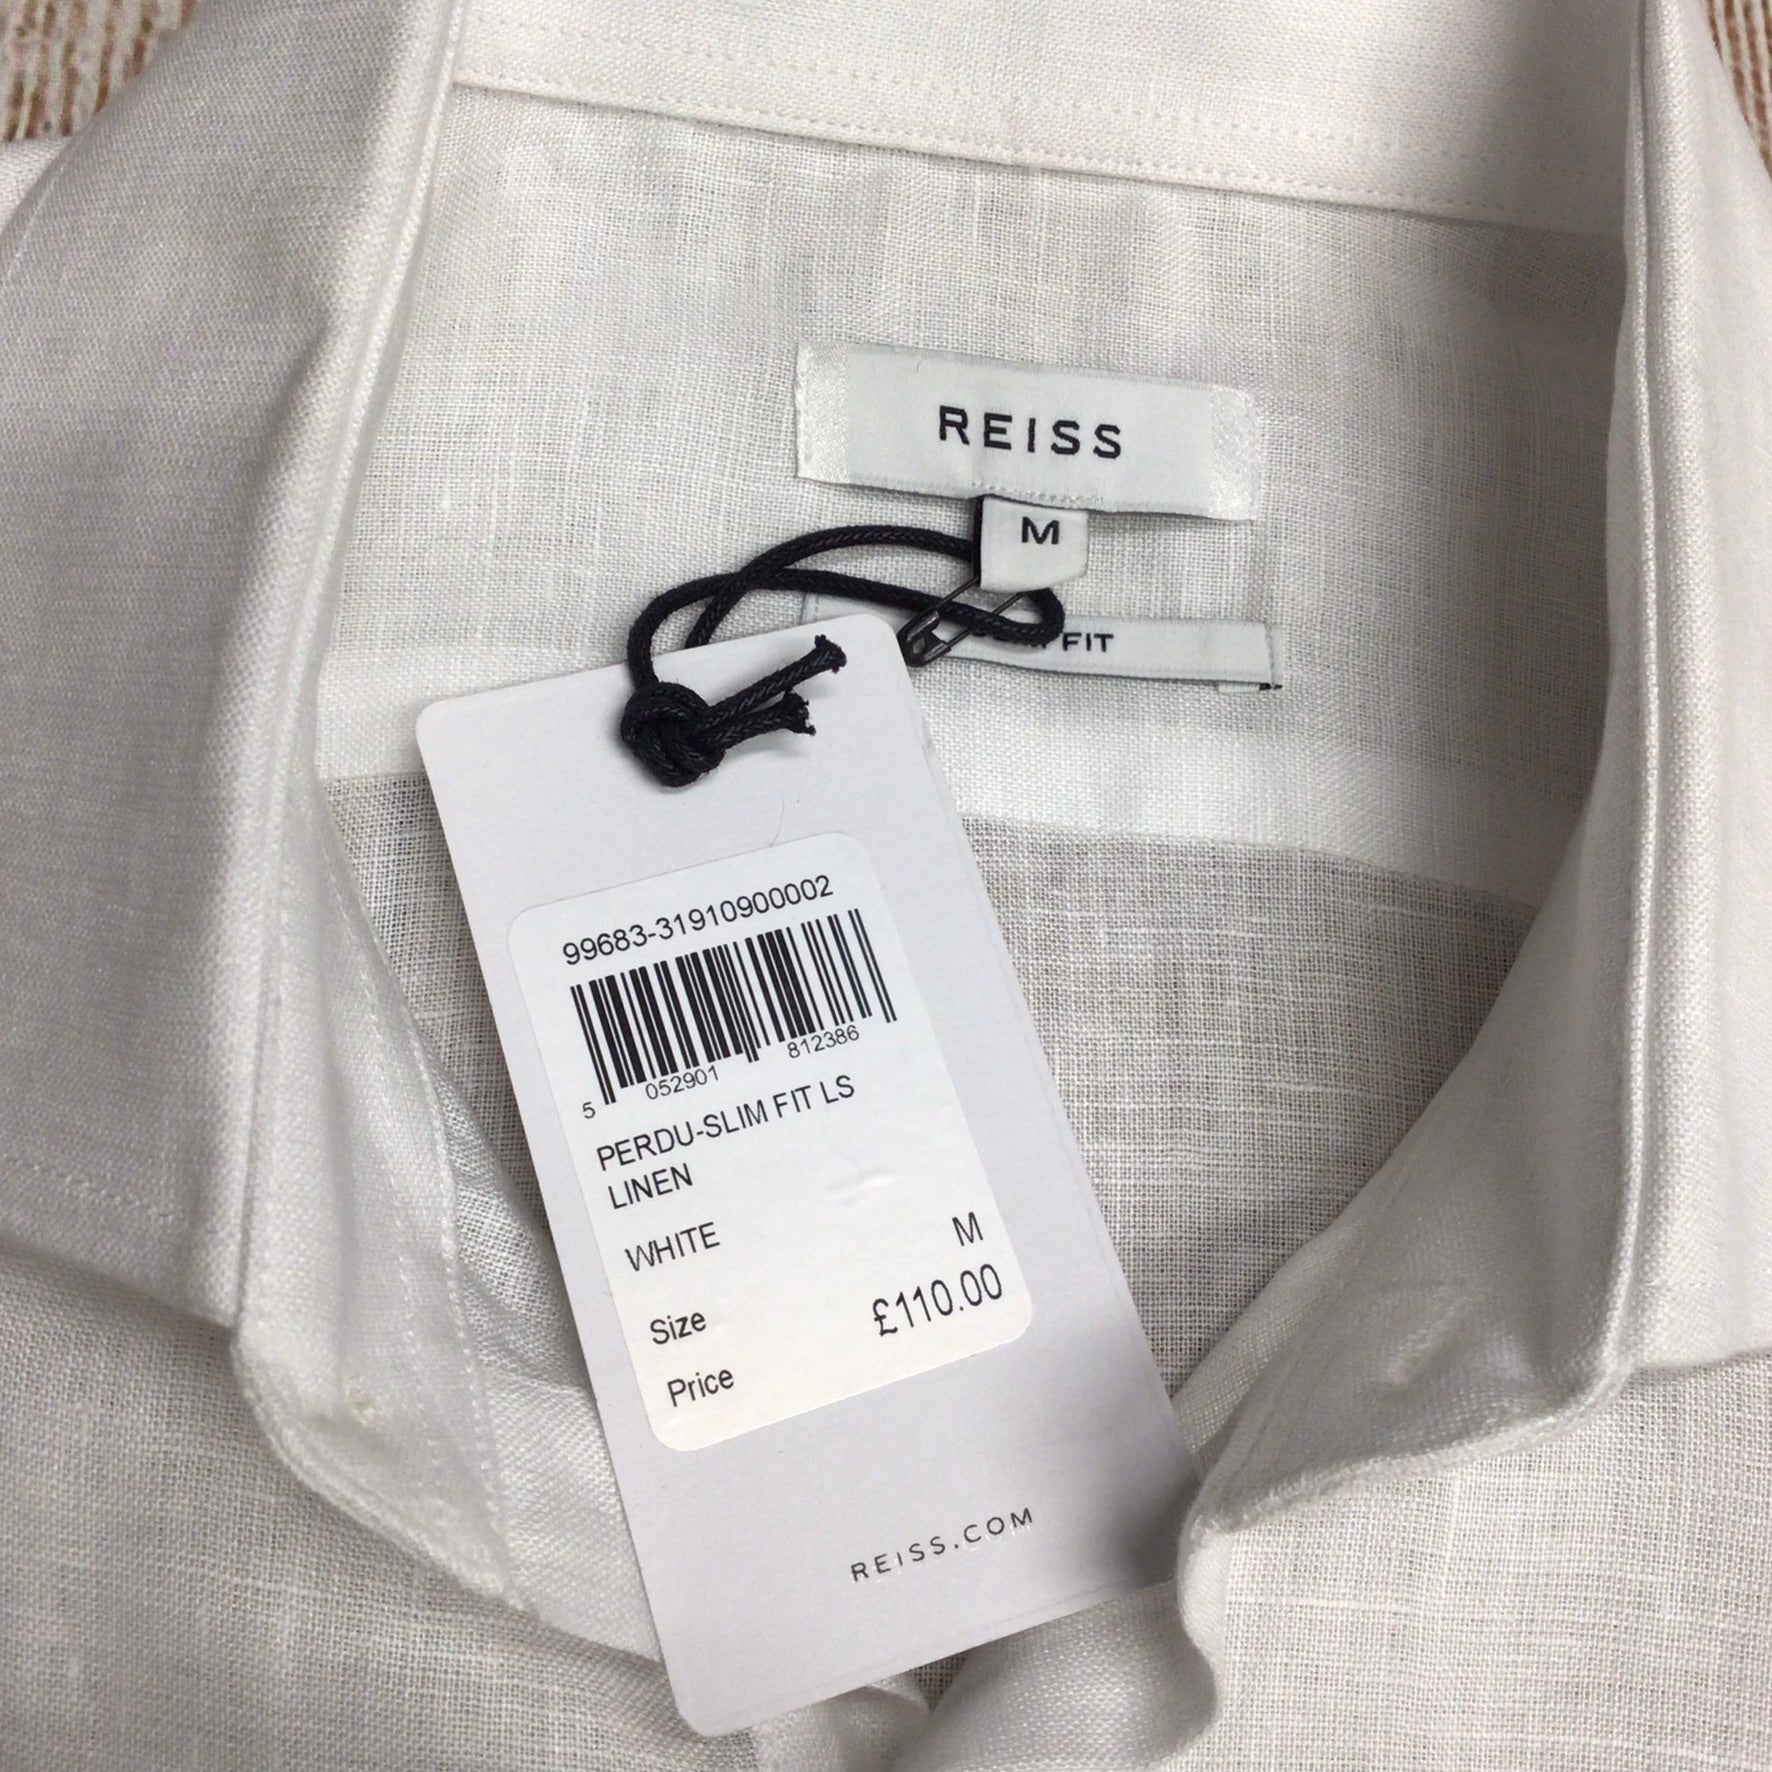 REISS
M
FIT
99683-31910900002
5 052901 812386
PERDU-SLIM FIT LS
LINEN
WHITE
Size M
Price £110.00
REISS.COM